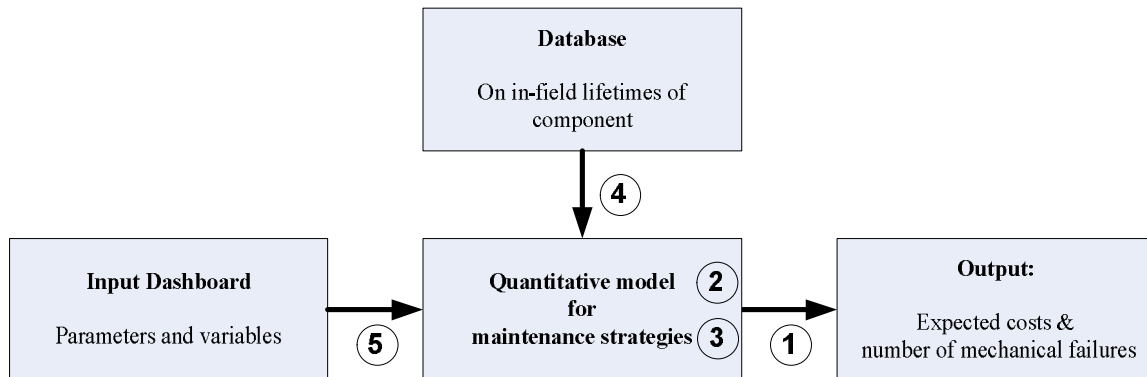 Database
On in-field lifetimes of
component
4
Input Dashboard
Parameters and variables
5
Quantitative model
for
maintenance strategies
2
3
1
Output:
Expected costs &
number of mechanical failures